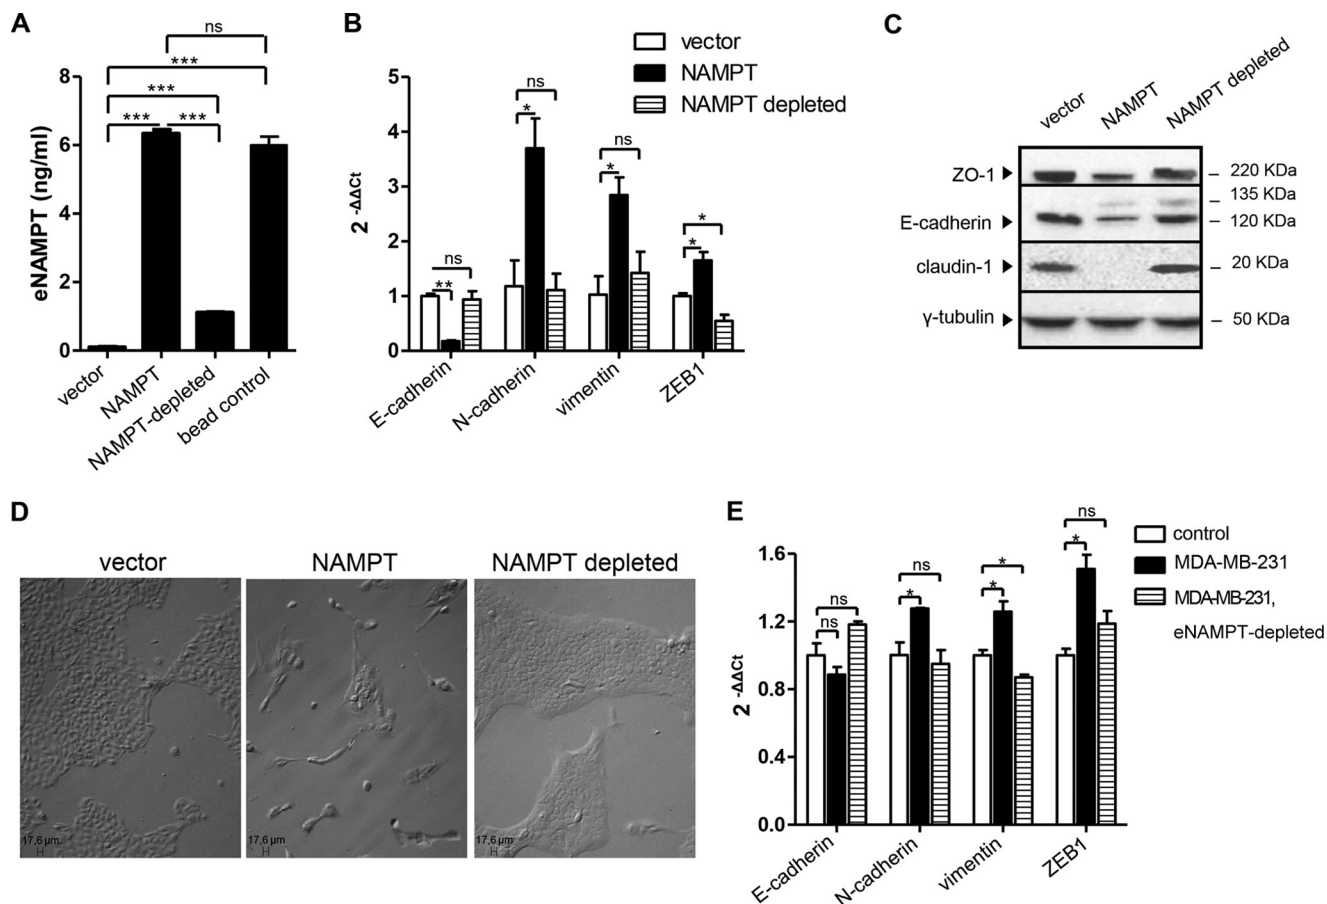 A
ns
***
***
*** ***
eNAMPT (ng/ml)
8
6
4
2
0
vector
NAMPT
NAMPT-depleted
bead control
B
vector
NAMPT
NAMPT depleted
2 -ΔΔCt
5
4
3
2
1
0
ns
**
ns
*
ns
*
*
*
E-cadherin
N-cadherin
vimentin
ZEB1
C
vector
NAMPT
NAMPT depleted
ZO-1
220 KDa
135 KDa
E-cadherin
120 KDa
claudin-1
20 KDa
γ-tubulin
50 KDa
D
vector
NAMPT
NAMPT depleted
17,6 µm
17,6 µm
17,6 µm
E
control
MDA-MB-231
MDA-MB-231,
eNAMPT-depleted
2 -ΔΔCt
1.6
1.2
0.8
0.4
0.0
ns
ns
ns
*
*
*
ns
*
E-cadherin
N-cadherin
vimentin
ZEB1